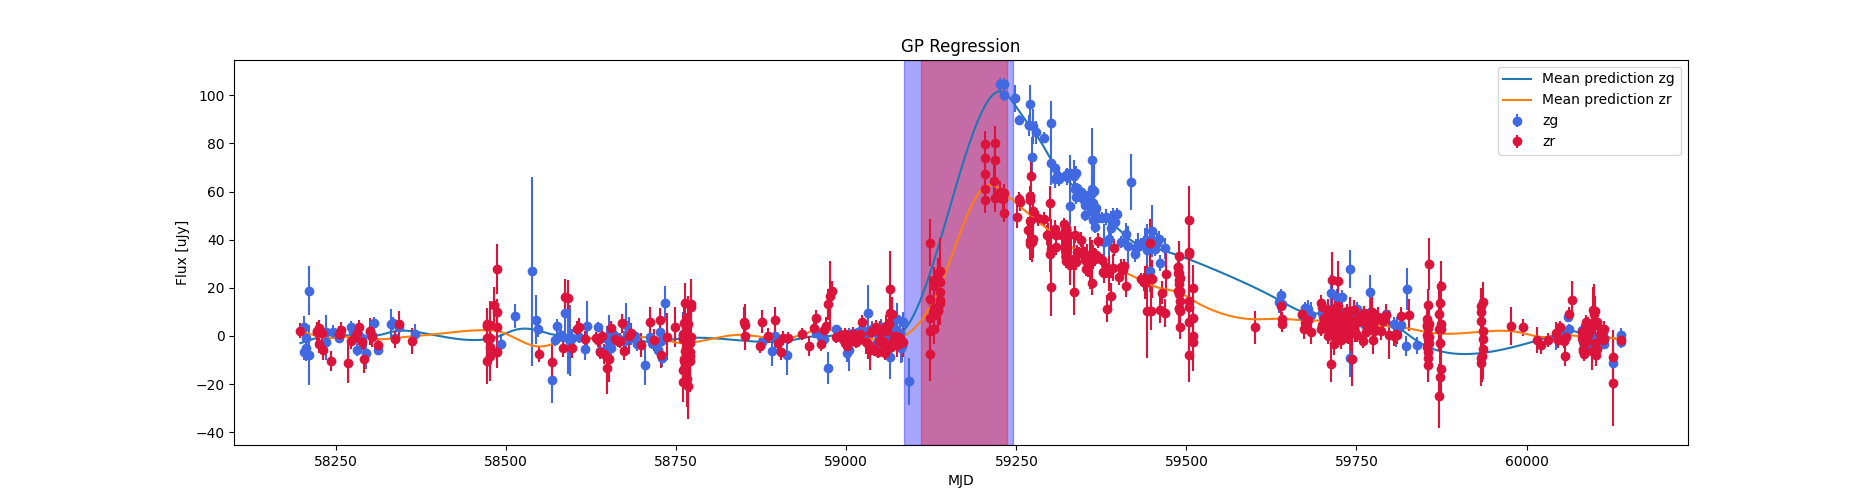 GP Regression
Flux [uJy]
100
80
60
40
20
0
−20
−40
58250 58500 58750 59000 59250 59500 59750 60000
MJD
Mean prediction zg
Mean prediction zr
zg
zr